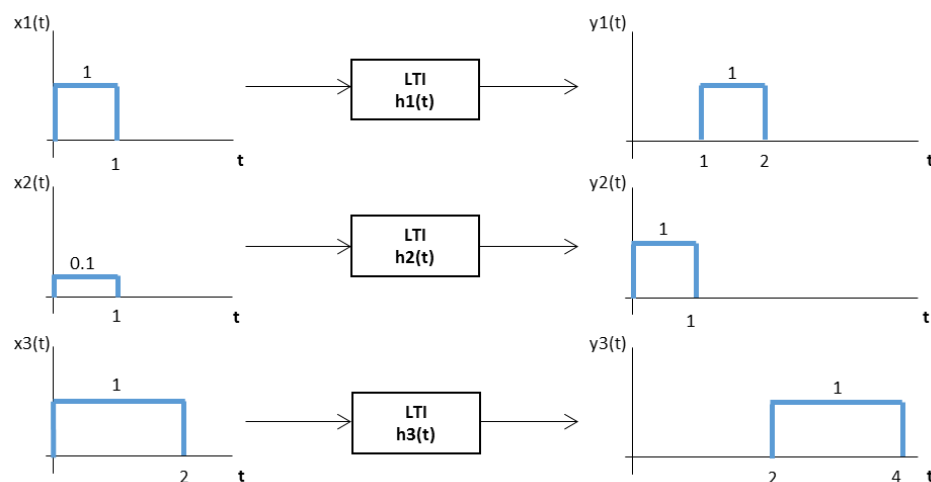 x1(t)
1
1
t
LTI
h1(t)
y1(t)
1
1
2
t
x2(t)
0.1
1
t
LTI
h2(t)
y2(t)
1
1
t
x3(t)
1
2
t
LTI
h3(t)
y3(t)
1
2
4
t